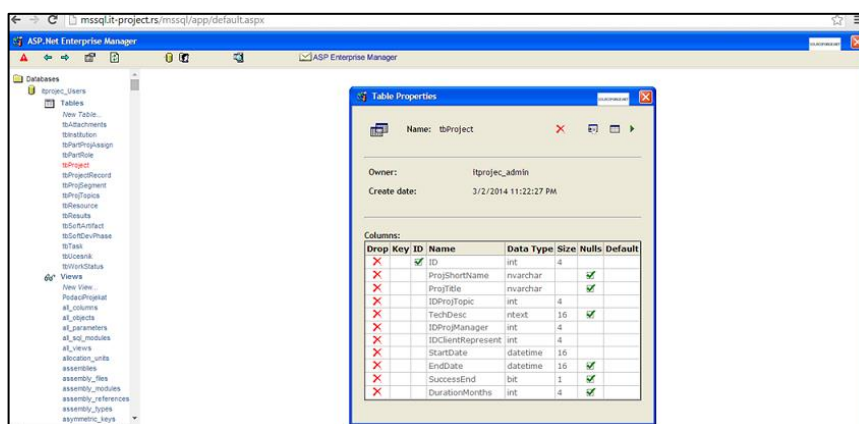 mssql.it-project.rs/mssql/app/default.aspx
ASP.Net Enterprise Manager
ASP Enterprise Manager
Databases
itprojec_Users
Tables
New Table...
tbAttachments
tbInstitution
tbPartProjAssign
tbPartRole
tbProject
tbProjectRecord
tbProjSegment
tbProjTopics
tbResource
tbResults
tbSoftArtifact
tbSoftDevPhase
tbTask
tbUcesnik
tbWorkStatus
Views
New View...
PodaciProjekat
all_columns
all_objects
all_parameters
all_sql_modules
all_views
allocation_units
assemblies
assembly_files
assembly_modules
assembly_references
assembly_types
asymmetric_keys
Table Properties
Name: tbProject
Owner: itprojec_admin
Create date: 3/2/2014 11:22:27 PM
Columns:
Drop Key ID Name Data Type Size Nulls Default
ID int 4
ProjShortName nvarchar
ProjTitle nvarchar
IDProjTopic int 4
TechDesc ntext 16
IDProjManager int 4
IDClientRepresent int 4
StartDate datetime 16
EndDate datetime 16
SuccessEnd bit 1
DurationMonths int 4